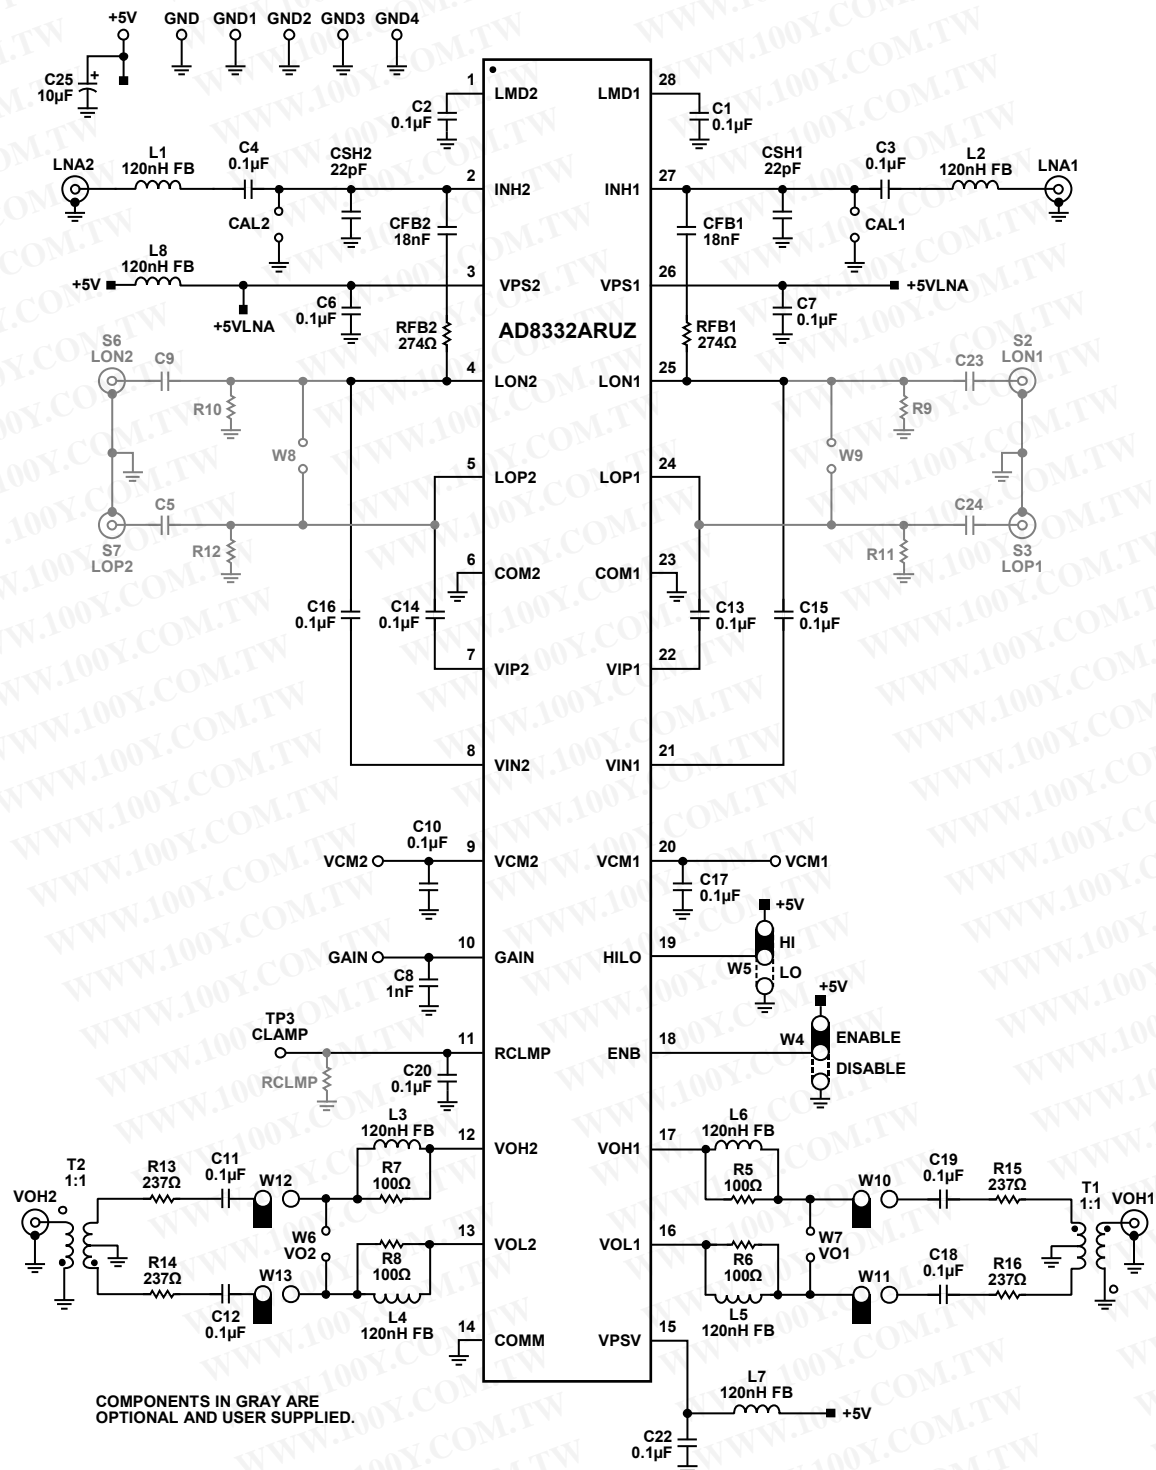 +5V GND GND1 GND2 GND3 GND4
C25
10µF
1 LMD2 LMD1 28
C2
0.1µF
C1
0.1µF
LNA2
L1
120nH FB
C4
0.1µF
CSH2
22pF
2 INH2 INH1 27
CSH1
22pF
C3
0.1µF
L2
120nH FB
LNA1
CAL2
CFB2
18nF
CFB1
18nF
CAL1
L8
120nH FB
+5V
3 VPS2 VPS1 26
+5VLNA
+5VLNA
C6
0.1µF
C7
0.1µF
RFB2
274Ω
AD8332ARUZ
RFB1
274Ω
S6
LON2
C9
4 LON2 LON1 25
C23
S2
LON1
R10
R9
W8
W9
5 LOP2 LOP1 24
C5
C24
S7
LOP2
R12
R11
S3
LOP1
6 COM2 COM1 23
C16
0.1µF
C14
0.1µF
C13
0.1µF
C15
0.1µF
7 VIP2 VIP1 22
8 VIN2 VIN1 21
C10
0.1µF
VCM2
9 VCM2 VCM1 20
VCM1
C17
0.1µF
+5V
GAIN
10 GAIN HILO 19
HI
W5
LO
C8
1nF
+5V
TP3
CLAMP
11 RCLMP ENB 18
W4
ENABLE
DISABLE
RCLMP
C20
0.1µF
L3
120nH FB
12 VOH2 VOH1 17
L6
120nH FB
T2
1:1
VOH2
R13
237Ω
C11
0.1µF
W12
R7
100Ω
R5
100Ω
W10
C19
0.1µF
R15
237Ω
T1
1:1
VOH1
W6
VO2
13 VOL2 VOL1 16
W7
VO1
R14
237Ω
W13
R8
100Ω
R6
100Ω
W11
C18
0.1µF
R16
237Ω
C12
0.1µF
L4
120nH FB
L5
120nH FB
14 COMM VPSV 15
L7
120nH FB
+5V
C22
0.1µF
COMPONENTS IN GRAY ARE
OPTIONAL AND USER SUPPLIED.
WWW.100Y.COM.TW